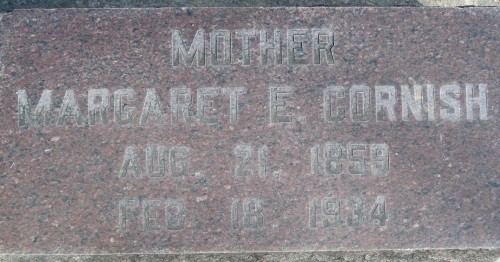 MOTHER
MARGARET E. CORNISH
AUG. 21, 1859
FEB 18 1934